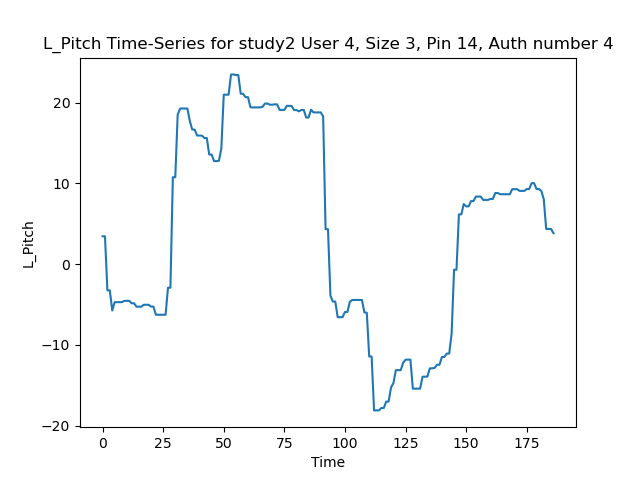 L_Pitch Time-Series for study2 User 4, Size 3, Pin 14, Auth number 4
20
10
0
−10
−20
L_Pitch
0 25 50 75 100 125 150 175
Time